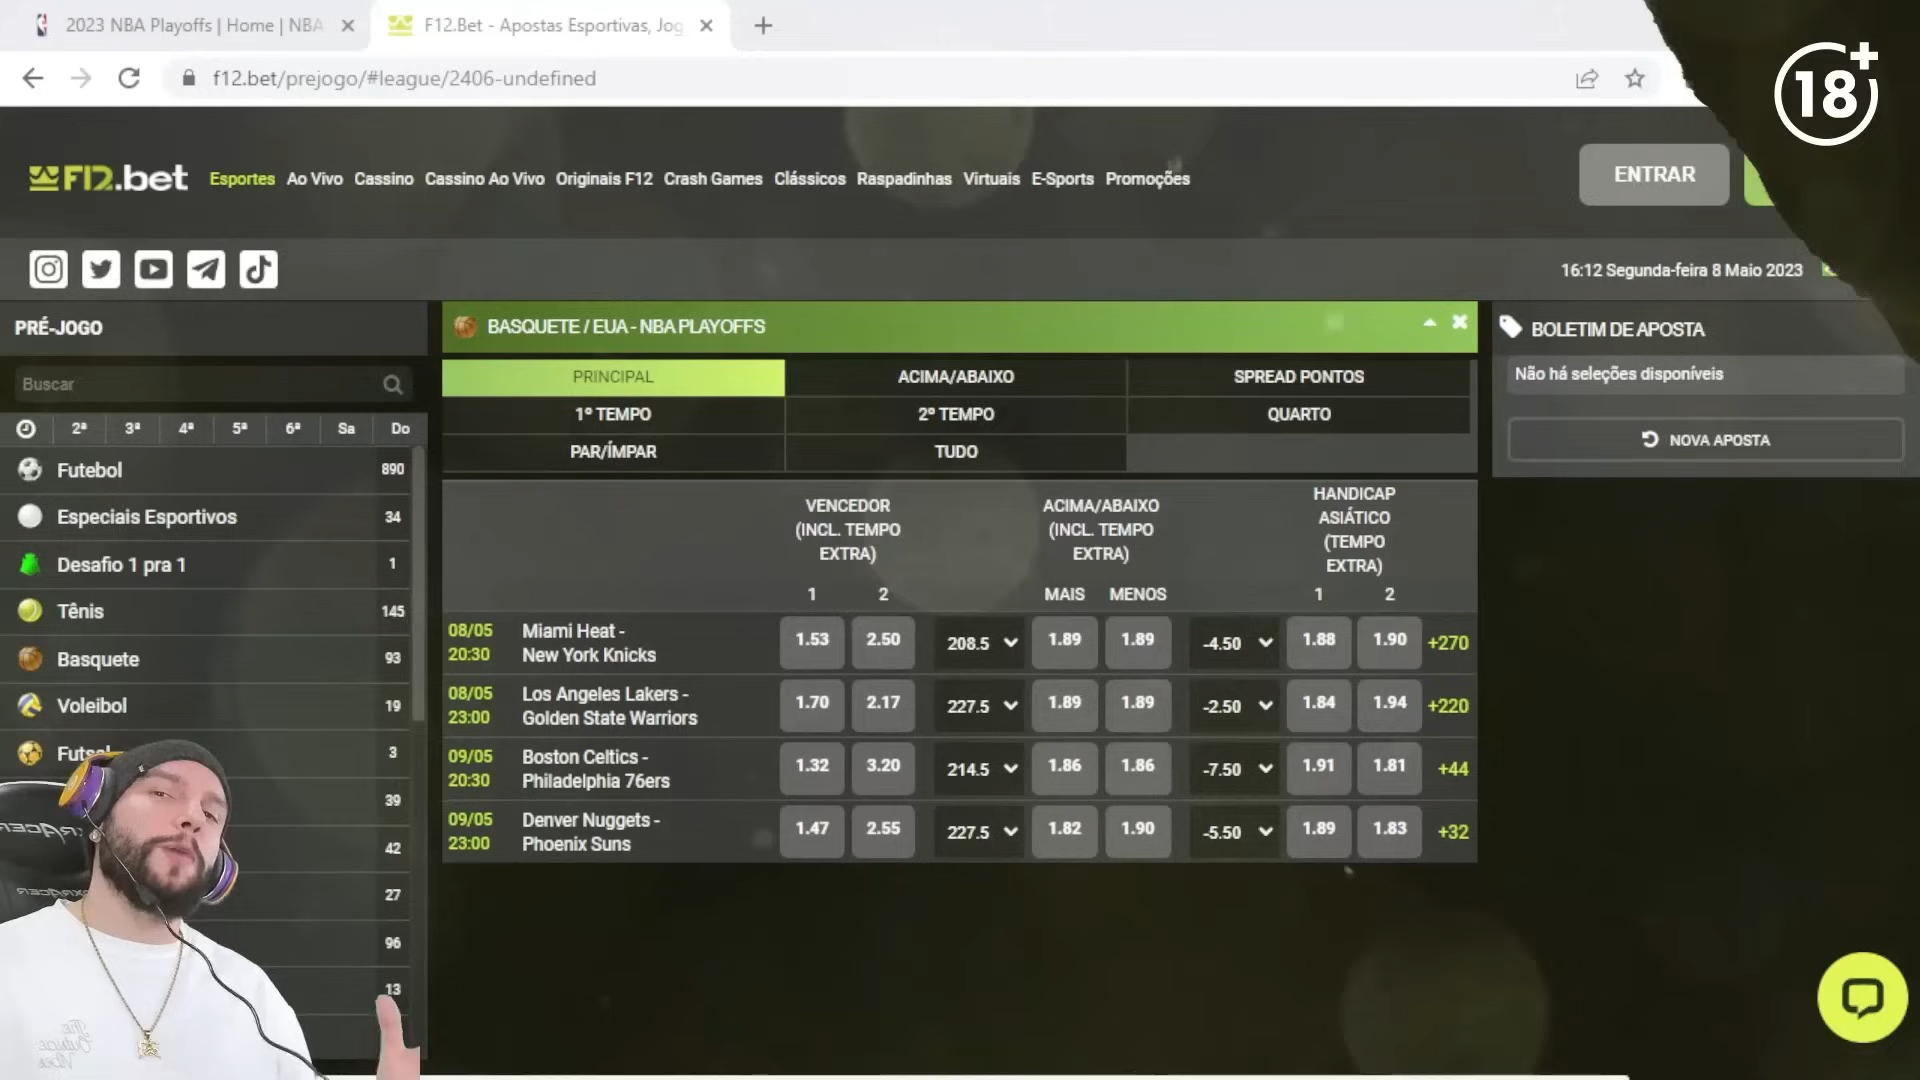 2023 NBA Playoffs | Home | NBA
F12.Bet - Apostas Esportivas, Jog
f12.bet/prejogo/#league/2406-undefined
18+
F12.bet
Esportes Ao Vivo Cassino Cassino Ao Vivo Originais F12 Crash Games Clássicos Raspadinhas Virtuais E-Sports Promoções
ENTRAR
16:12 Segunda-feira 8 Maio 2023
PRÉ-JOGO
Buscar
2ª 3ª 4ª 5ª 6ª Sa Do
Futebol 890
Especiais Esportivos 34
Desafio 1 pra 1 1
Tênis 145
Basquete 93
Voleibol 19
Futsal 3
39
42
27
96
13
BASQUETE / EUA - NBA PLAYOFFS
PRINCIPAL ACIMA/ABAIXO SPREAD PONTOS
1º TEMPO 2º TEMPO QUARTO
PAR/ÍMPAR TUDO
VENCEDOR
(INCL. TEMPO
EXTRA)
ACIMA/ABAIXO
(INCL. TEMPO
EXTRA)
HANDICAP
ASIÁTICO
(TEMPO
EXTRA)
1 2 MAIS MENOS 1 2
08/05 Miami Heat -
20:30 New York Knicks
1.53 2.50 208.5 1.89 1.89 -4.50 1.88 1.90 +270
08/05 Los Angeles Lakers -
23:00 Golden State Warriors
1.70 2.17 227.5 1.89 1.89 -2.50 1.84 1.94 +220
09/05 Boston Celtics -
20:30 Philadelphia 76ers
1.32 3.20 214.5 1.86 1.86 -7.50 1.91 1.81 +44
09/05 Denver Nuggets -
23:00 Phoenix Suns
1.47 2.55 227.5 1.82 1.90 -5.50 1.89 1.83 +32
BOLETIM DE APOSTA
Não há seleções disponíveis
NOVA APOSTA